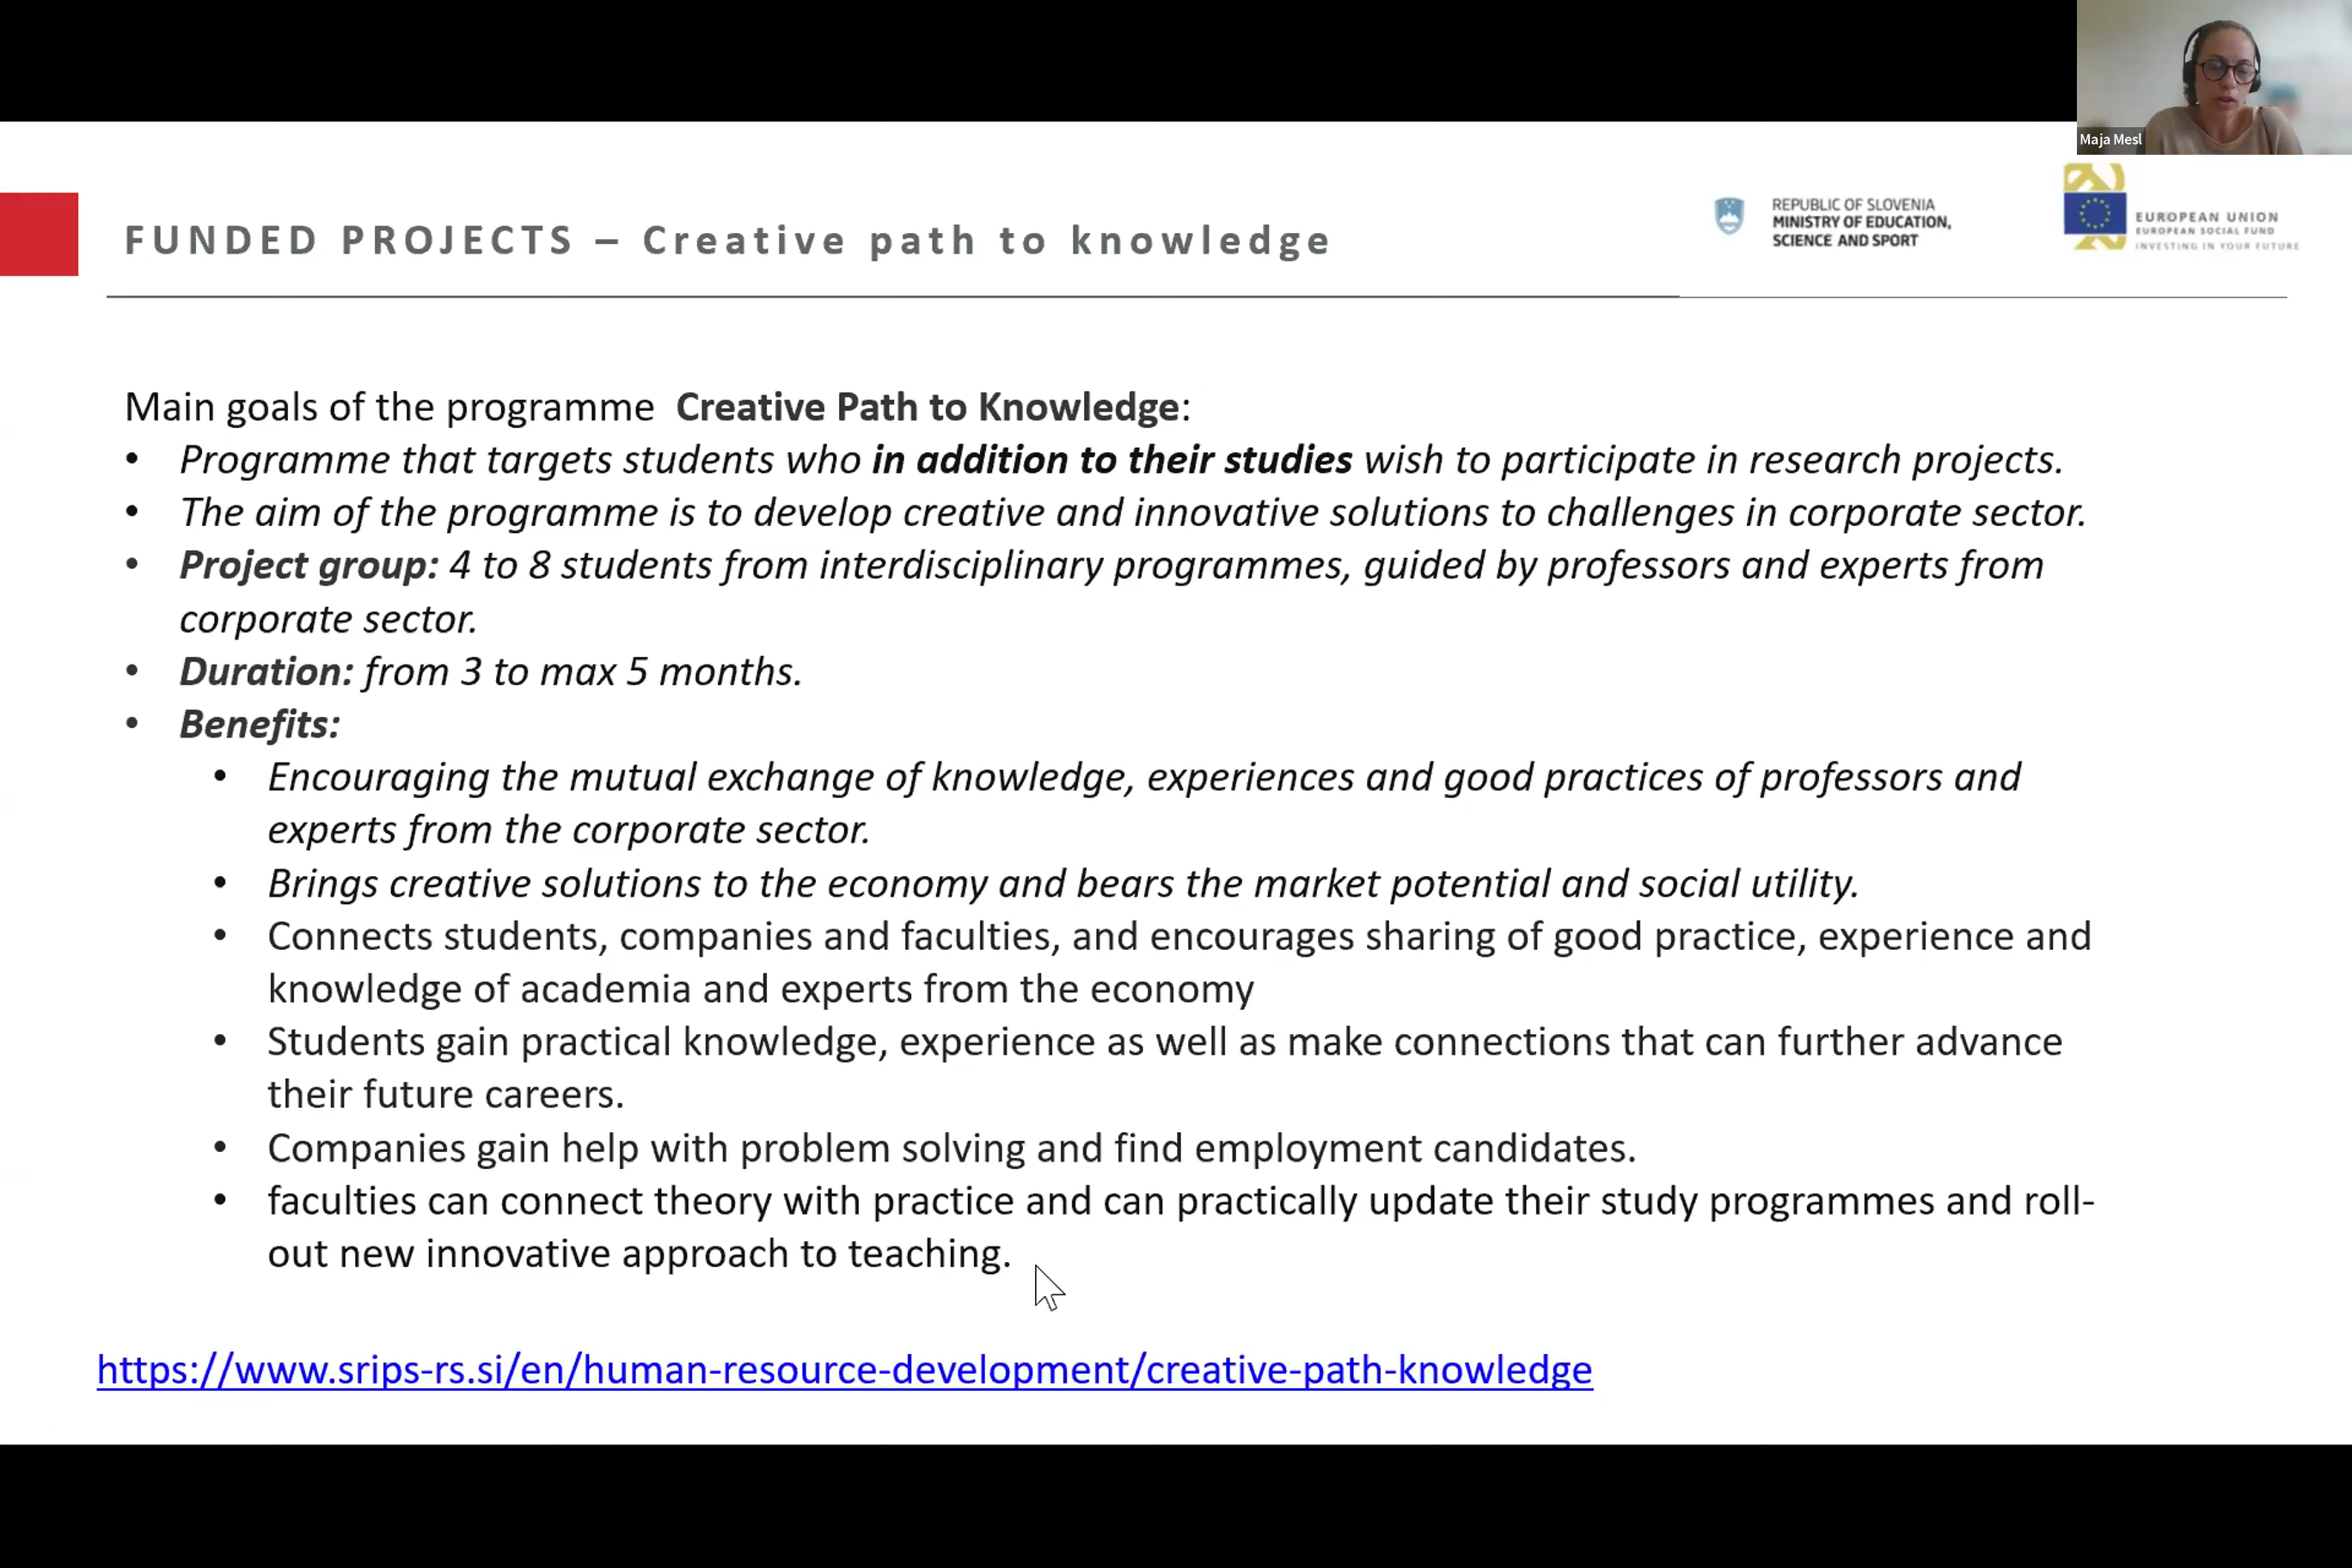 Maja Mesl
REPUBLIC OF SLOVENIA
MINISTRY OF EDUCATION,
SCIENCE AND SPORT
EUROPEAN UNION
EUROPEAN SOCIAL FUND
INVESTING IN YOUR FUTURE
FUNDED PROJECTS – Creative path to knowledge
Main goals of the programme Creative Path to Knowledge:
• Programme that targets students who in addition to their studies wish to participate in research projects.
• The aim of the programme is to develop creative and innovative solutions to challenges in corporate sector.
• Project group: 4 to 8 students from interdisciplinary programmes, guided by professors and experts from
corporate sector.
• Duration: from 3 to max 5 months.
• Benefits:
• Encouraging the mutual exchange of knowledge, experiences and good practices of professors and
experts from the corporate sector.
• Brings creative solutions to the economy and bears the market potential and social utility.
• Connects students, companies and faculties, and encourages sharing of good practice, experience and
knowledge of academia and experts from the economy
• Students gain practical knowledge, experience as well as make connections that can further advance
their future careers.
• Companies gain help with problem solving and find employment candidates.
• faculties can connect theory with practice and can practically update their study programmes and roll-
out new innovative approach to teaching.
https://www.srips-rs.si/en/human-resource-development/creative-path-knowledge